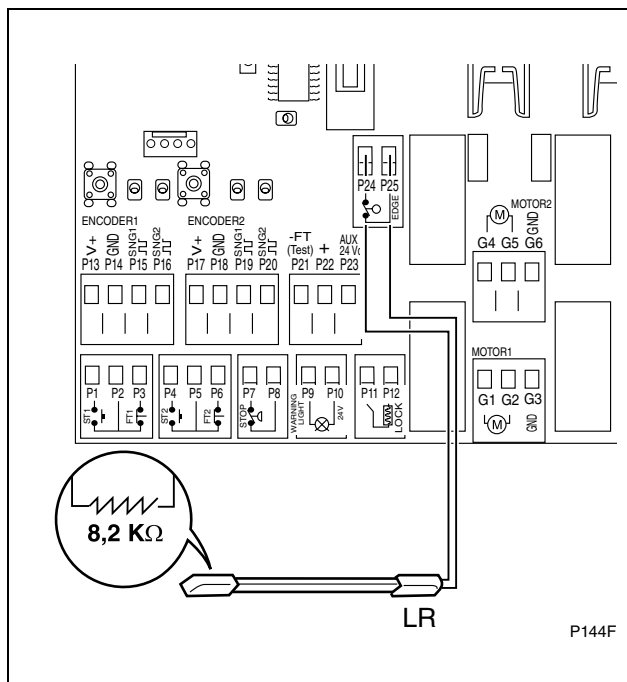 P24 P25
EDGE
MOTOR2
G4 G5 G6
GND
ENCODER1
V+ GND SNG1 SNG2
P13 P14 P15 P16
ENCODER2
V+ GND SNG1 SNG2
P17 P18 P19 P20
-FT (Test) + AUX 24 Vc
P21 P22 P23
MOTOR1
G1 G2 G3
M GND
M
P1 P2 P3
ST1 FT1
P4 P5 P6
ST2 FT2
P7 P8
STOP
P9 P10
WARNING LIGHT 24V
P11 P12
LOCK
8,2 KΩ
LR
P144F